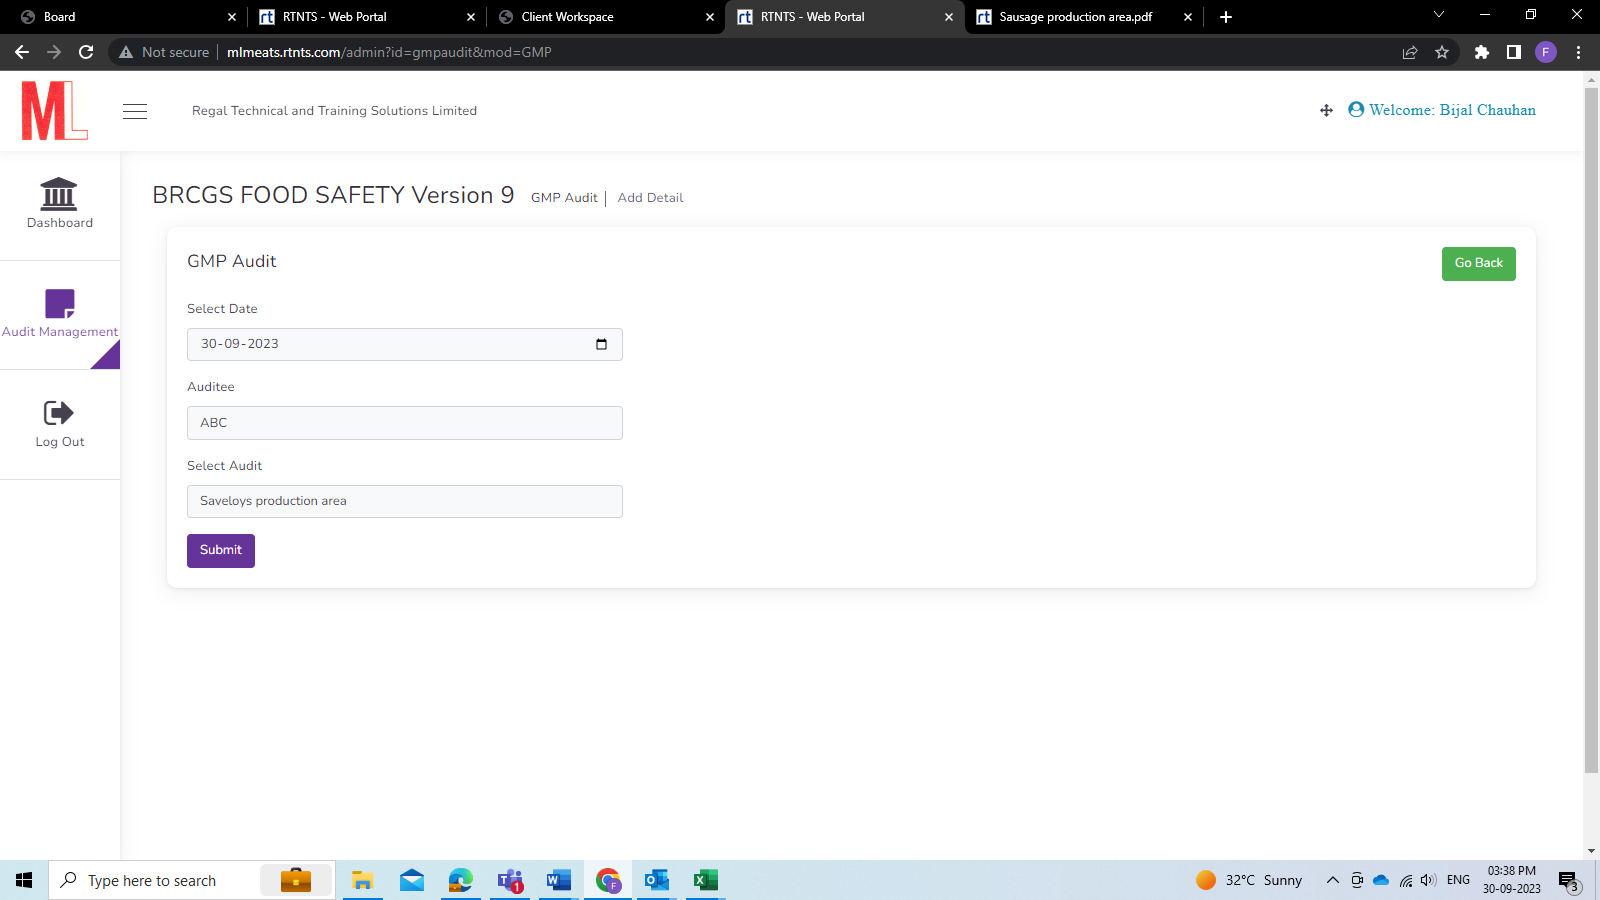 Board
RTNTS - Web Portal
Client Workspace
RTNTS - Web Portal
Sausage production area.pdf
Not secure
mlmeats.rtnts.com/admin?id=gmpaudit&mod=GMP
F
ML
Regal Technical and Training Solutions Limited
Welcome: Bijal Chauhan
Dashboard
Audit Management
Log Out
BRCGS FOOD SAFETY Version 9
GMP Audit | Add Detail
GMP Audit
Go Back
Select Date
30-09-2023
Auditee
ABC
Select Audit
Saveloys production area
Submit
Type here to search
1
F
32°C Sunny
ENG
03:38 PM
30-09-2023
3